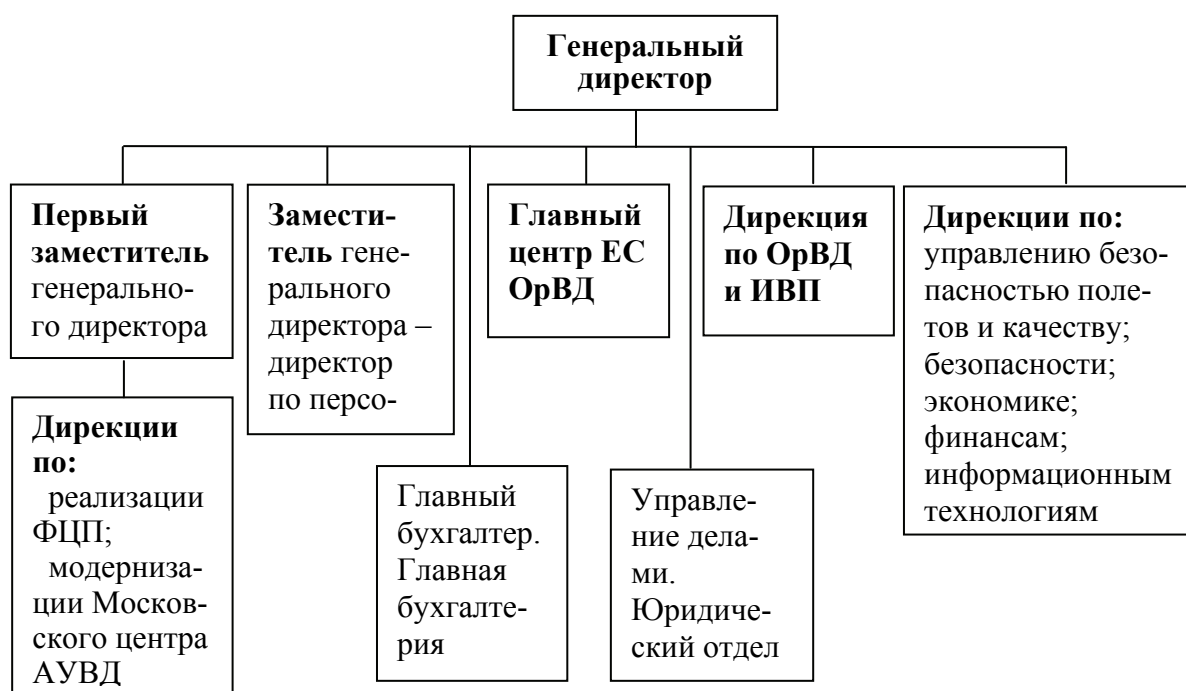 Генеральный
директор
Первый
заместитель
генерально-
го директора
Замести-
тель гене-
рального
директора –
директор
по персо-
Главный
центр ЕС
ОрВД
Дирекция
по ОрВД
и ИВП
Дирекции по:
управлению безо-
пасностью поле-
тов и качеству;
безопасности;
экономике;
финансам;
информационным
технологиям
Дирекции
по:
реализации
ФЦП;
модерниза-
ции Москов-
ского центра
АУВД
Главный
бухгалтер.
Главная
бухгалте-
рия
Управле-
ние дела-
ми.
Юридиче-
ский отдел